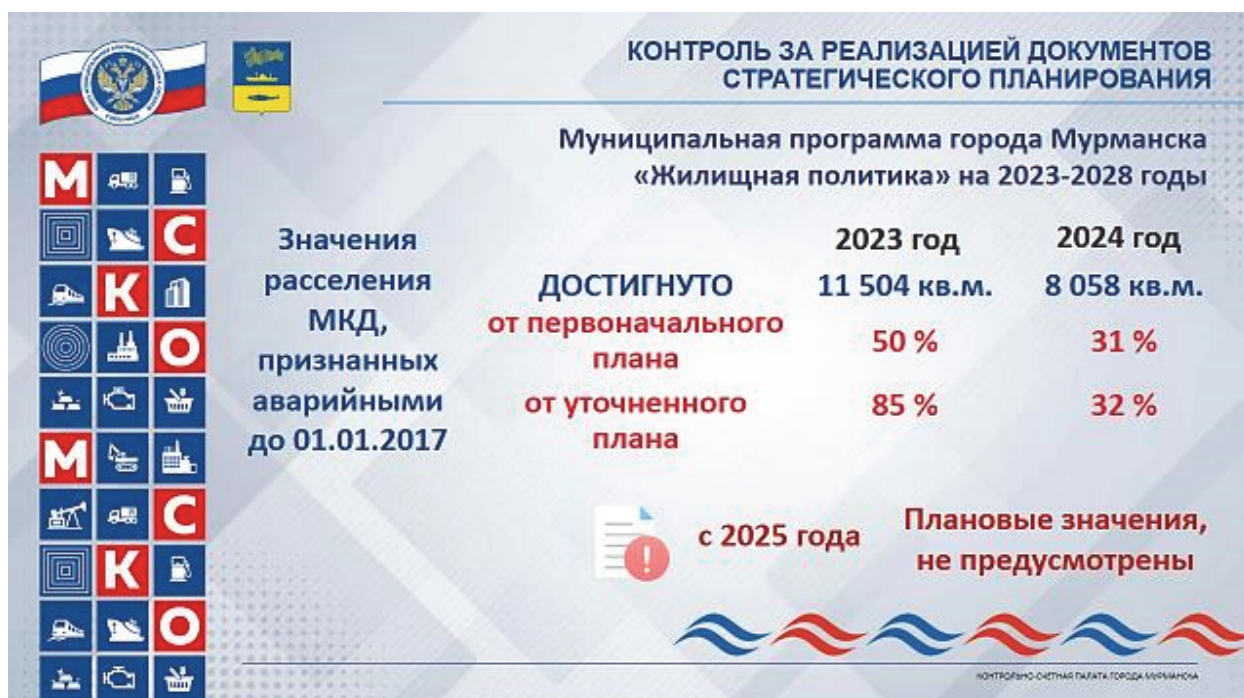 КОНТРОЛЬ ЗА РЕАЛИЗАЦИЕЙ ДОКУМЕНТОВ
СТРАТЕГИЧЕСКОГО ПЛАНИРОВАНИЯ
Муниципальная программа города Мурманска
«Жилищная политика» на 2023-2028 годы
М
С
К
О
М
С
К
О
Значения
расселения
МКД,
признанных
аварийными
до 01.01.2017
2023 год 2024 год
ДОСТИГНУТО 11 504 кв.м. 8 058 кв.м.
от первоначального
плана
50 % 31 %
от уточненного
плана
85 % 32 %
с 2025 года
Плановые значения,
не предусмотрены
КОНТРОЛЬНО-СЧЕТНАЯ ПАЛАТА ГОРОДА МУРМАНСКА